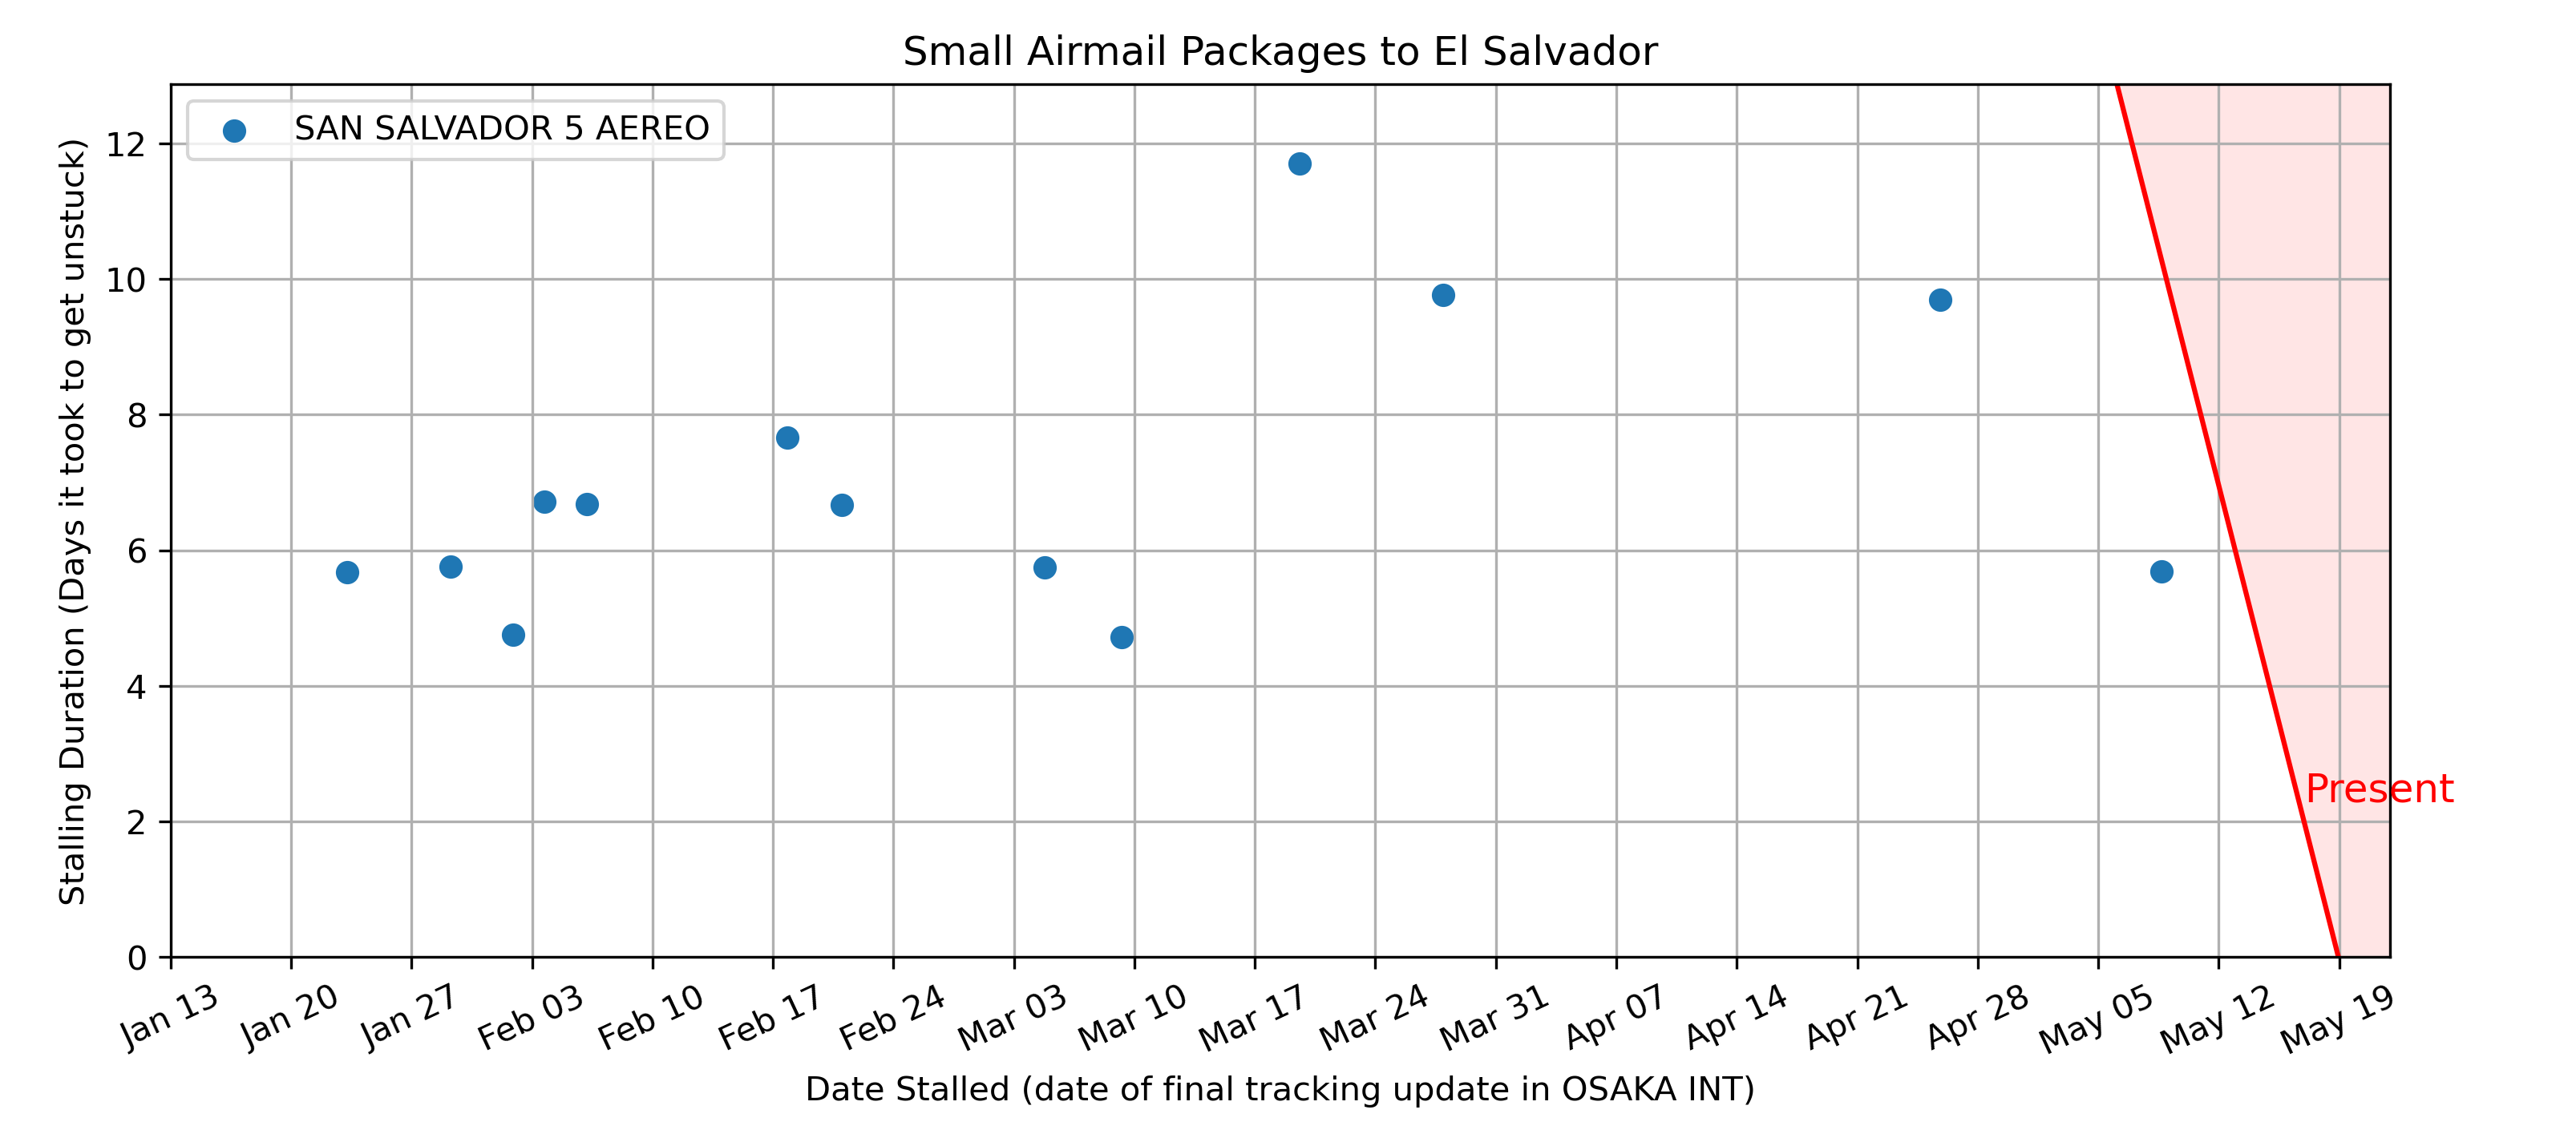 Small Airmail Packages to El Salvador
SAN SALVADOR 5 AEREO
Stalling Duration (Days it took to get unstuck)
12
10
8
6
4
2
0
Present
Jan 13
Jan 20
Jan 27
Feb 03
Feb 10
Feb 17
Feb 24
Mar 03
Mar 10
Mar 17
Mar 24
Mar 31
Apr 07
Apr 14
Apr 21
Apr 28
May 05
May 12
May 19
Date Stalled (date of final tracking update in OSAKA INT)